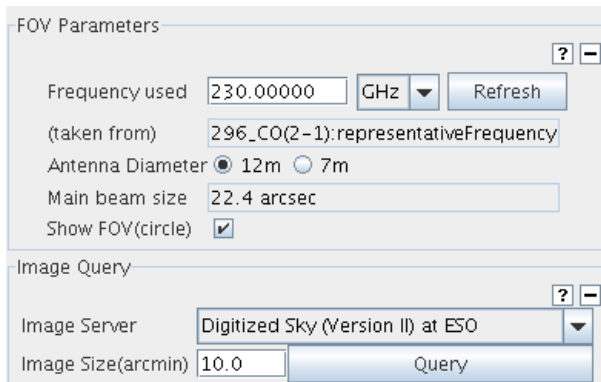 FOV Parameters
? −
Frequency used 230.00000 GHz Refresh
(taken from) 296_CO(2-1):representativeFrequency
Antenna Diameter 12m 7m
Main beam size 22.4 arcsec
Show FOV(circle)
Image Query
? −
Image Server Digitized Sky (Version II) at ESO
Image Size(arcmin) 10.0 Query